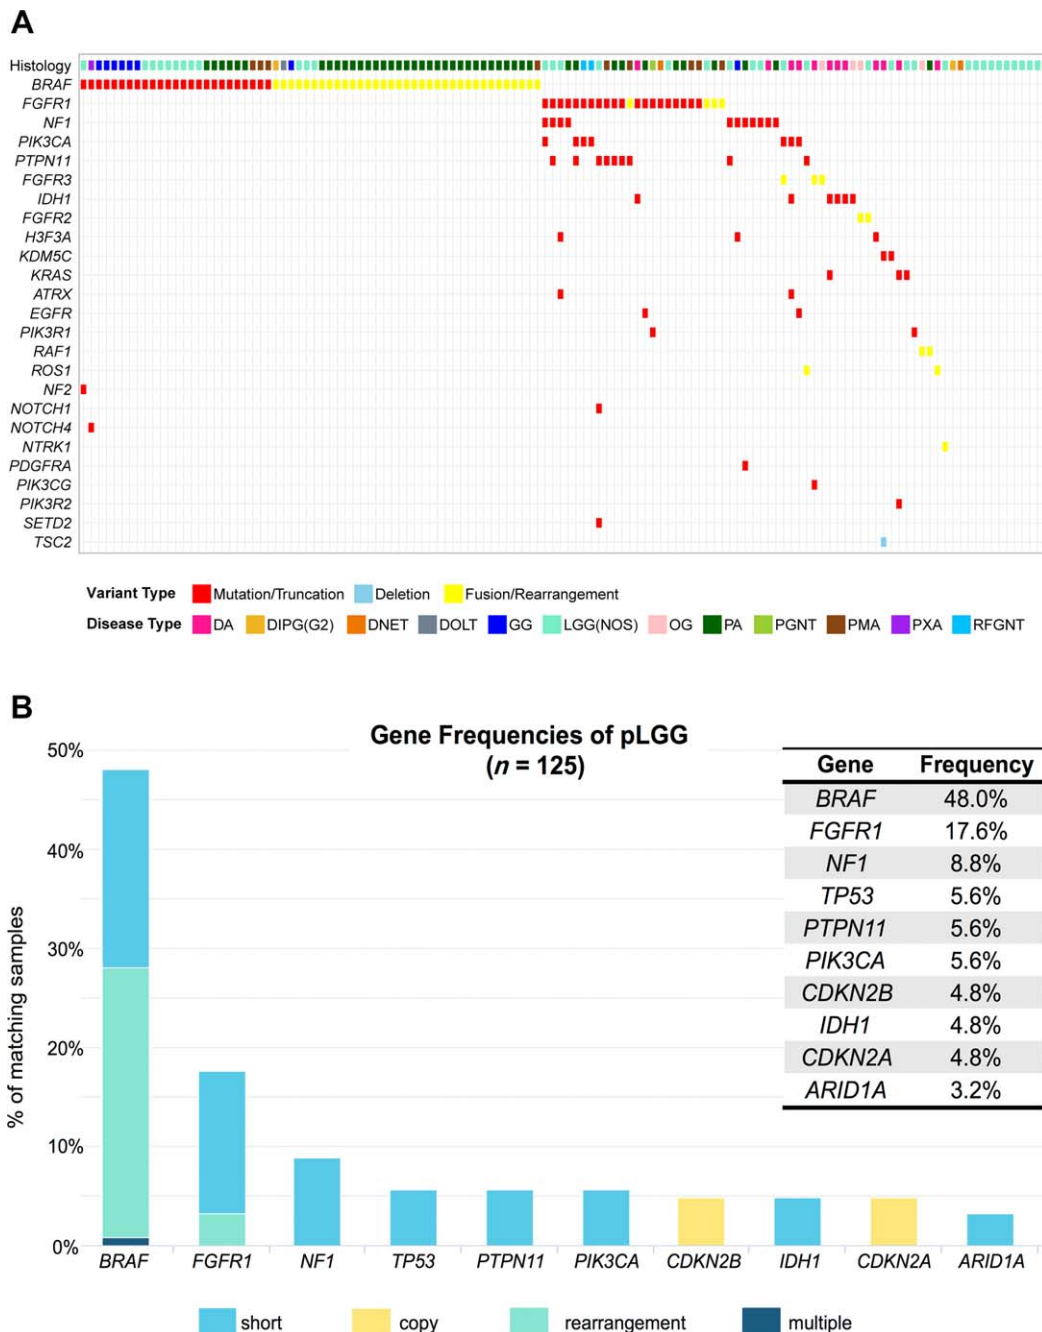 A
Histology
BRAF
FGFR1
NF1
PIK3CA
PTPN11
FGFR3
IDH1
FGFR2
H3F3A
KDM5C
KRAS
ATRX
EGFR
PIK3R1
RAF1
ROS1
NF2
NOTCH1
NOTCH4
NTRK1
PDGFRA
PIK3CG
PIK3R2
SETD2
TSC2
Variant Type Mutation/Truncation Deletion Fusion/Rearrangement
Disease Type DA DIPG(G2) DNET DOLT GG LGG(NOS) OG PA PGNT PMA PXA RFGNT
B
Gene Frequencies of pLGG
(n = 125)
% of matching samples
50%
40%
30%
20%
10%
0%
Gene Frequency
BRAF 48.0%
FGFR1 17.6%
NF1 8.8%
TP53 5.6%
PTPN11 5.6%
PIK3CA 5.6%
CDKN2B 4.8%
IDH1 4.8%
CDKN2A 4.8%
ARID1A 3.2%
BRAF FGFR1 NF1 TP53 PTPN11 PIK3CA CDKN2B IDH1 CDKN2A ARID1A
short copy rearrangement multiple